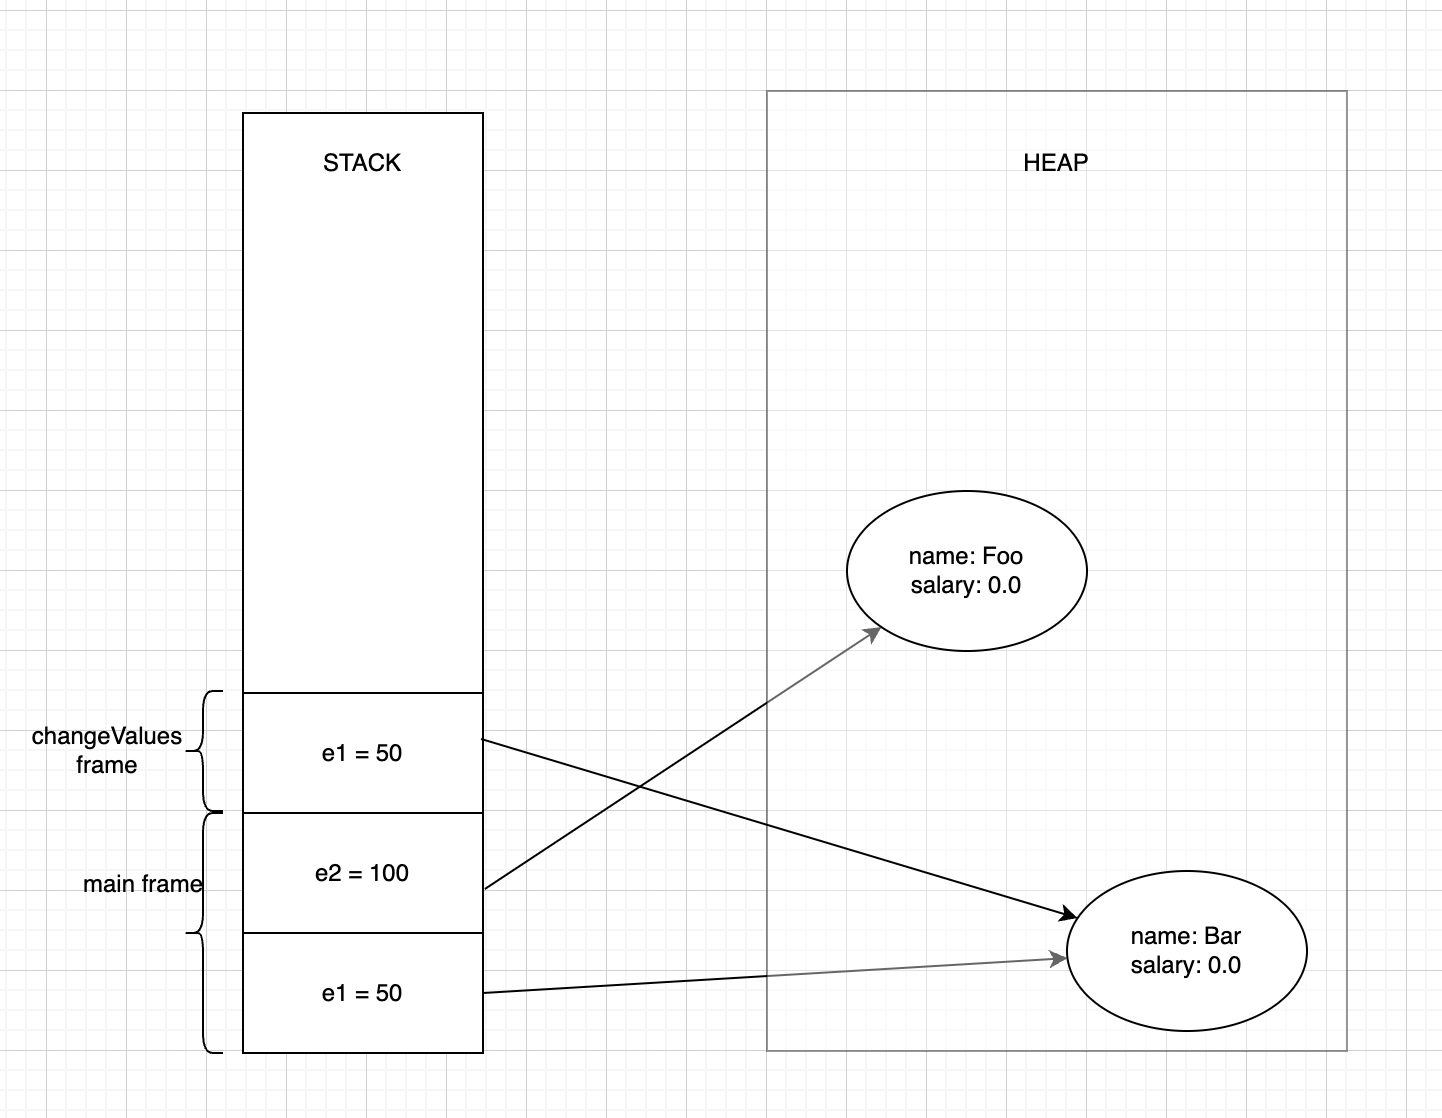 STACK
HEAP
name: Foo
salary: 0.0
changeValues
frame
e1 = 50
e2 = 100
main frame
name: Bar
salary: 0.0
e1 = 50